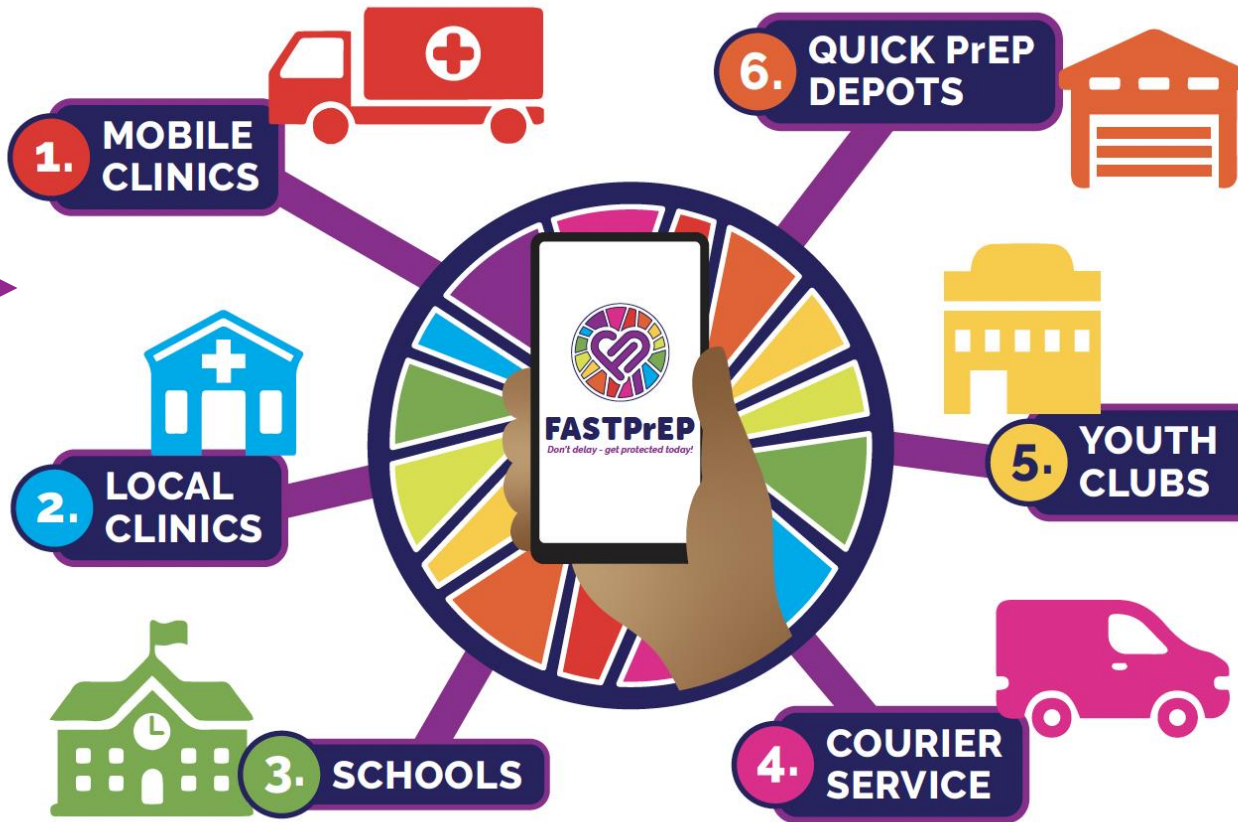 1.
MOBILE
CLINICS
2.
LOCAL
CLINICS
3.
SCHOOLS
4.
COURIER
SERVICE
5.
YOUTH
CLUBS
6.
QUICK PrEP
DEPOTS
FASTPrEP
Don't delay - get protected today!